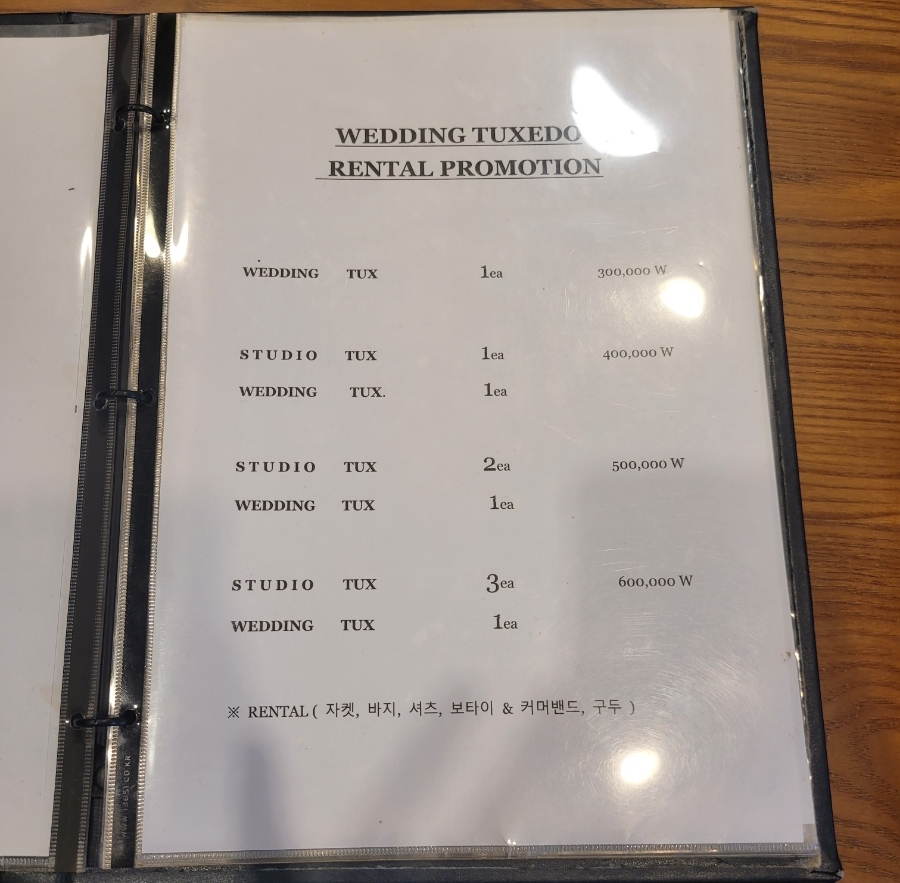 WEDDING TUXEDO
RENTAL PROMOTION
WEDDING TUX 1ea 300,000 W
STUDIO TUX 1ea 400,000 W
WEDDING TUX. 1ea
STUDIO TUX 2ea 500,000 W
WEDDING TUX 1ea
STUDIO TUX 3ea 600,000 W
WEDDING TUX 1ea
※ RENTAL ( 자켓, 바지, 셔츠, 보타이 & 커머밴드, 구두 )